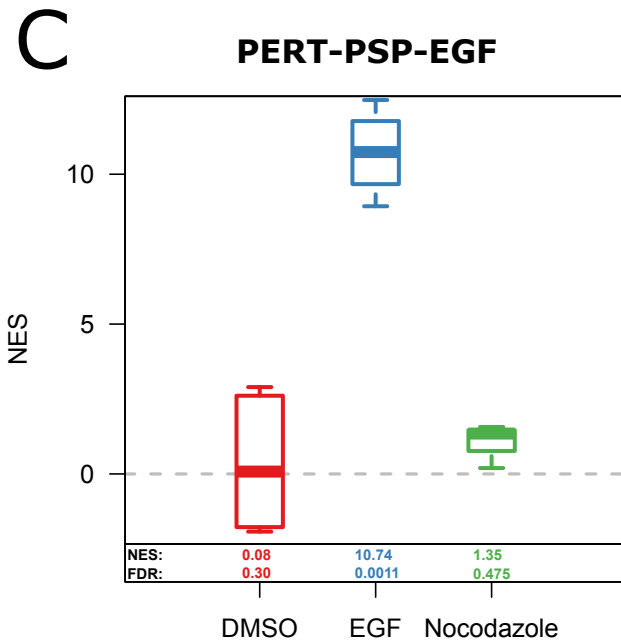 C
PERT-PSP-EGF
NES
10
5
0
NES: 0.08 10.74 1.35
FDR: 0.30 0.0011 0.475
DMSO EGF Nocodazole